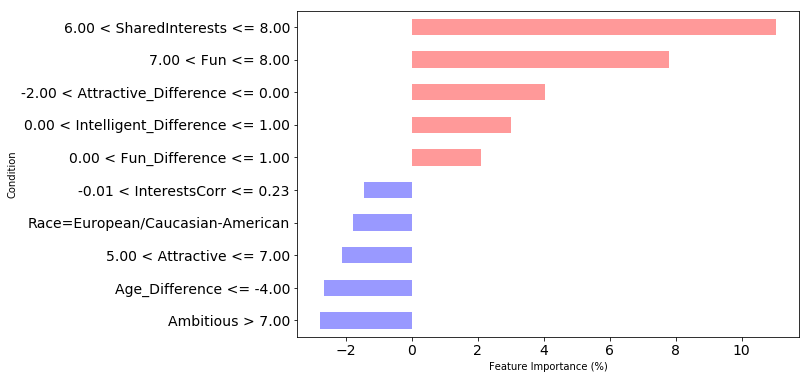 6.00 < SharedInterests <= 8.00
7.00 < Fun <= 8.00
-2.00 < Attractive_Difference <= 0.00
0.00 < Intelligent_Difference <= 1.00
0.00 < Fun_Difference <= 1.00
-0.01 < InterestsCorr <= 0.23
Race=European/Caucasian-American
5.00 < Attractive <= 7.00
Age_Difference <= -4.00
Ambitious > 7.00
Condition
−2 0 2 4 6 8 10
Feature Importance (%)